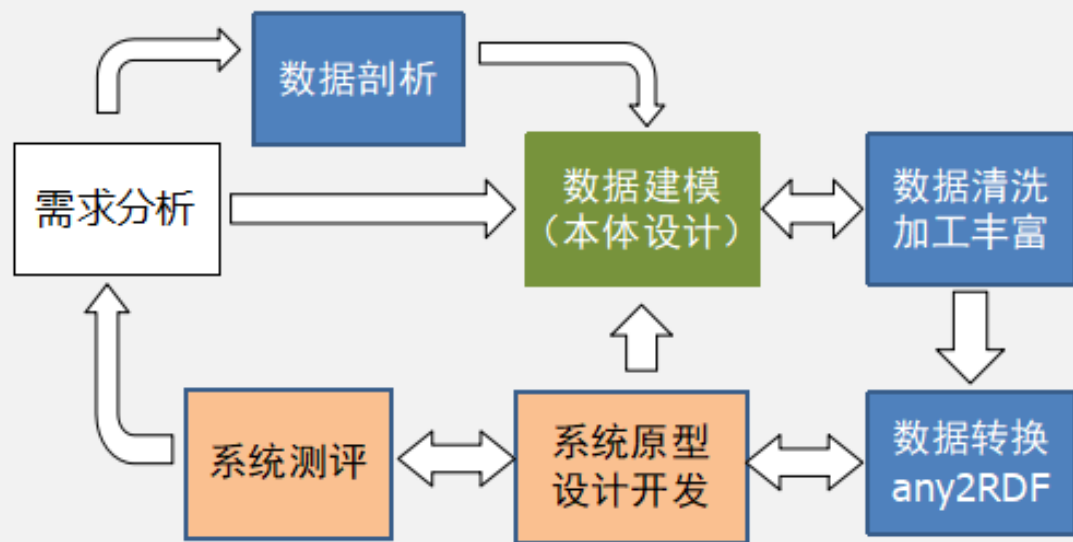 数据剖析
需求分析
数据建模
（本体设计）
数据清洗
加工丰富
系统测评
系统原型
设计开发
数据转换
any2RDF